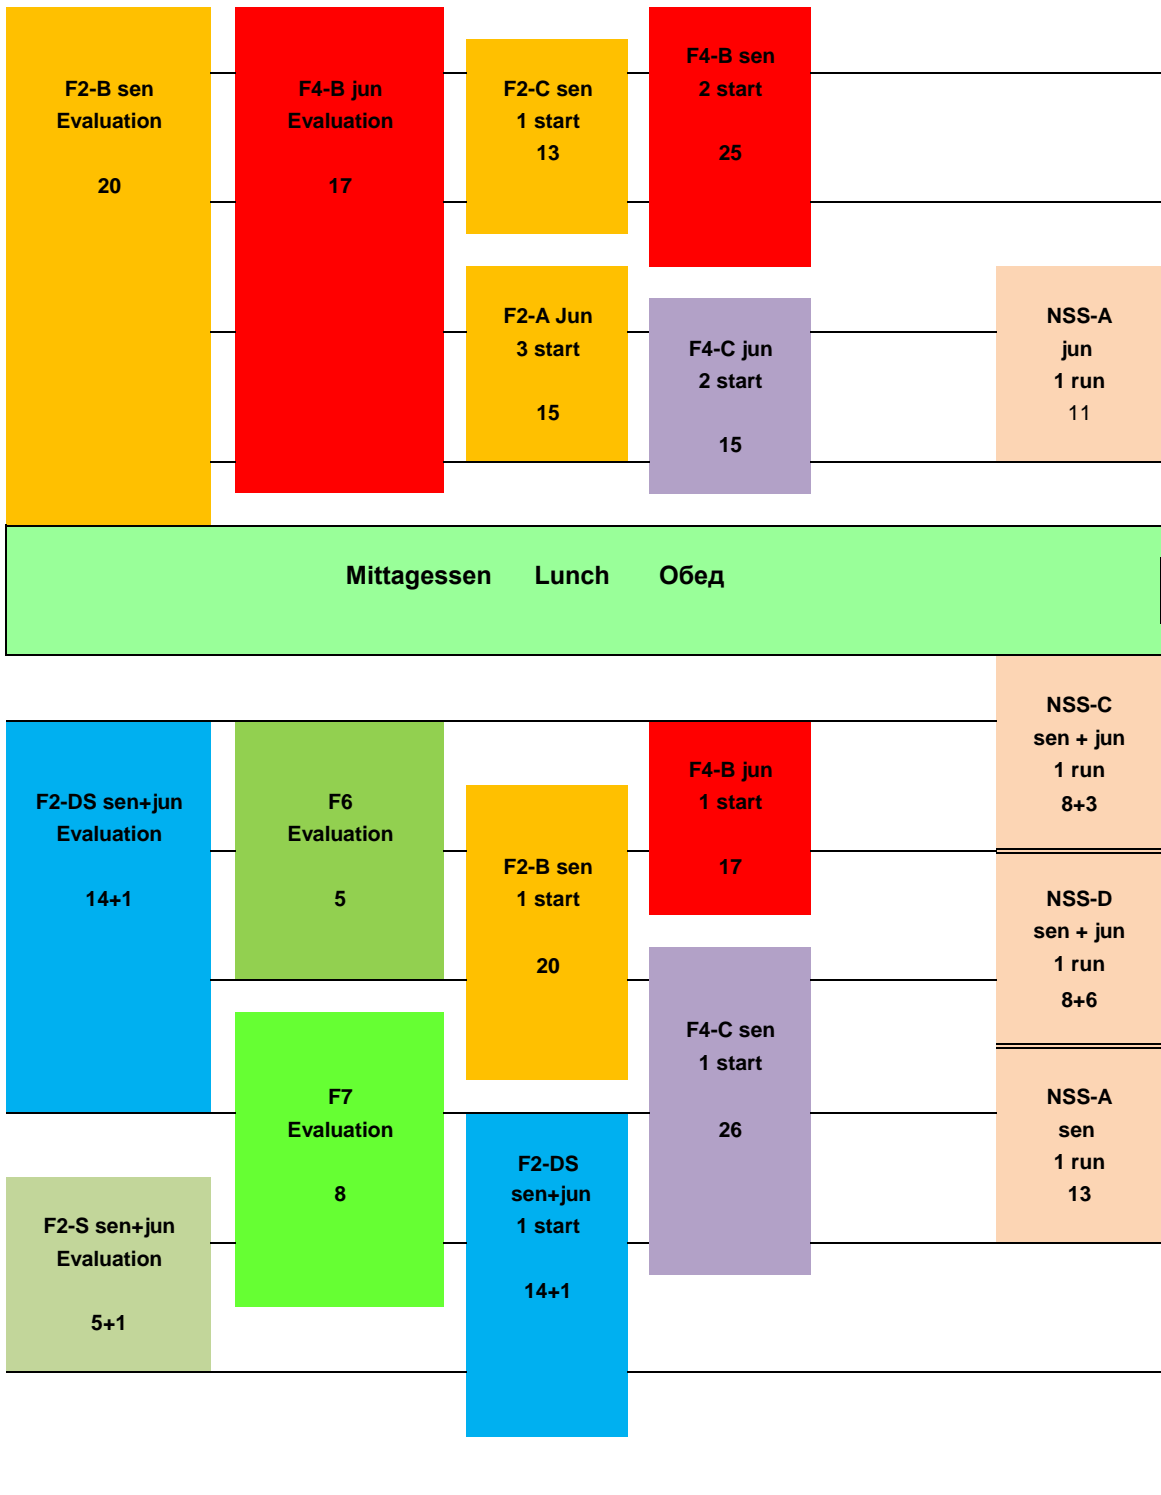 F2-B sen
Evaluation
20
F4-B jun
Evaluation
17
F2-C sen
1 start
13
F4-B sen
2 start
25
F2-A Jun
3 start
15
F4-C jun
2 start
15
NSS-A
jun
1 run
11
Mittagessen Lunch Обед
F2-DS sen+jun
Evaluation
14+1
F6
Evaluation
5
F2-B sen
1 start
20
F4-B jun
1 start
17
NSS-C
sen + jun
1 run
8+3
NSS-D
sen + jun
1 run
8+6
F7
Evaluation
8
F4-C sen
1 start
26
NSS-A
sen
1 run
13
F2-S sen+jun
Evaluation
5+1
F2-DS
sen+jun
1 start
14+1